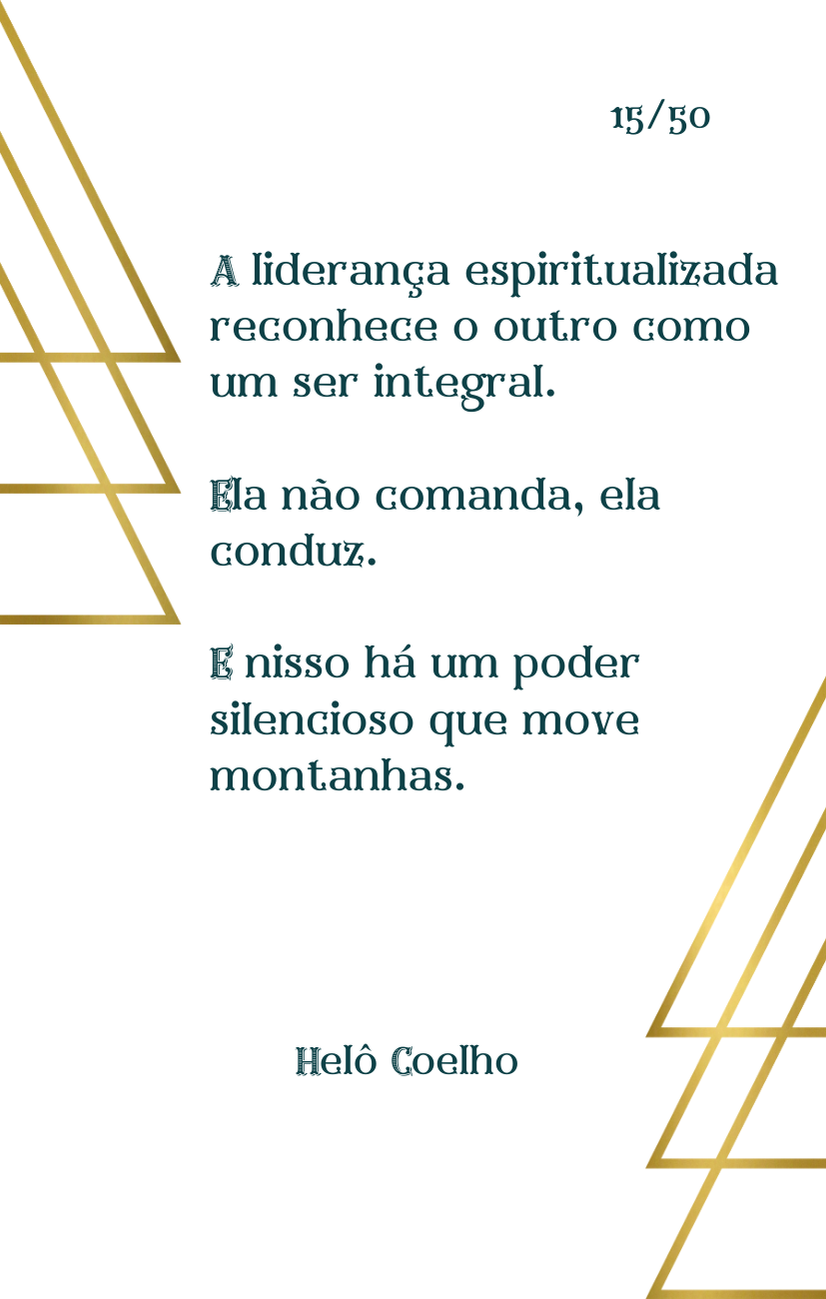 15/50
A liderança espiritualizada
reconhece o outro como
um ser integral.
Ela não comanda, ela
conduz.
E nisso há um poder
silencioso que move
montanhas.
Helô Coelho